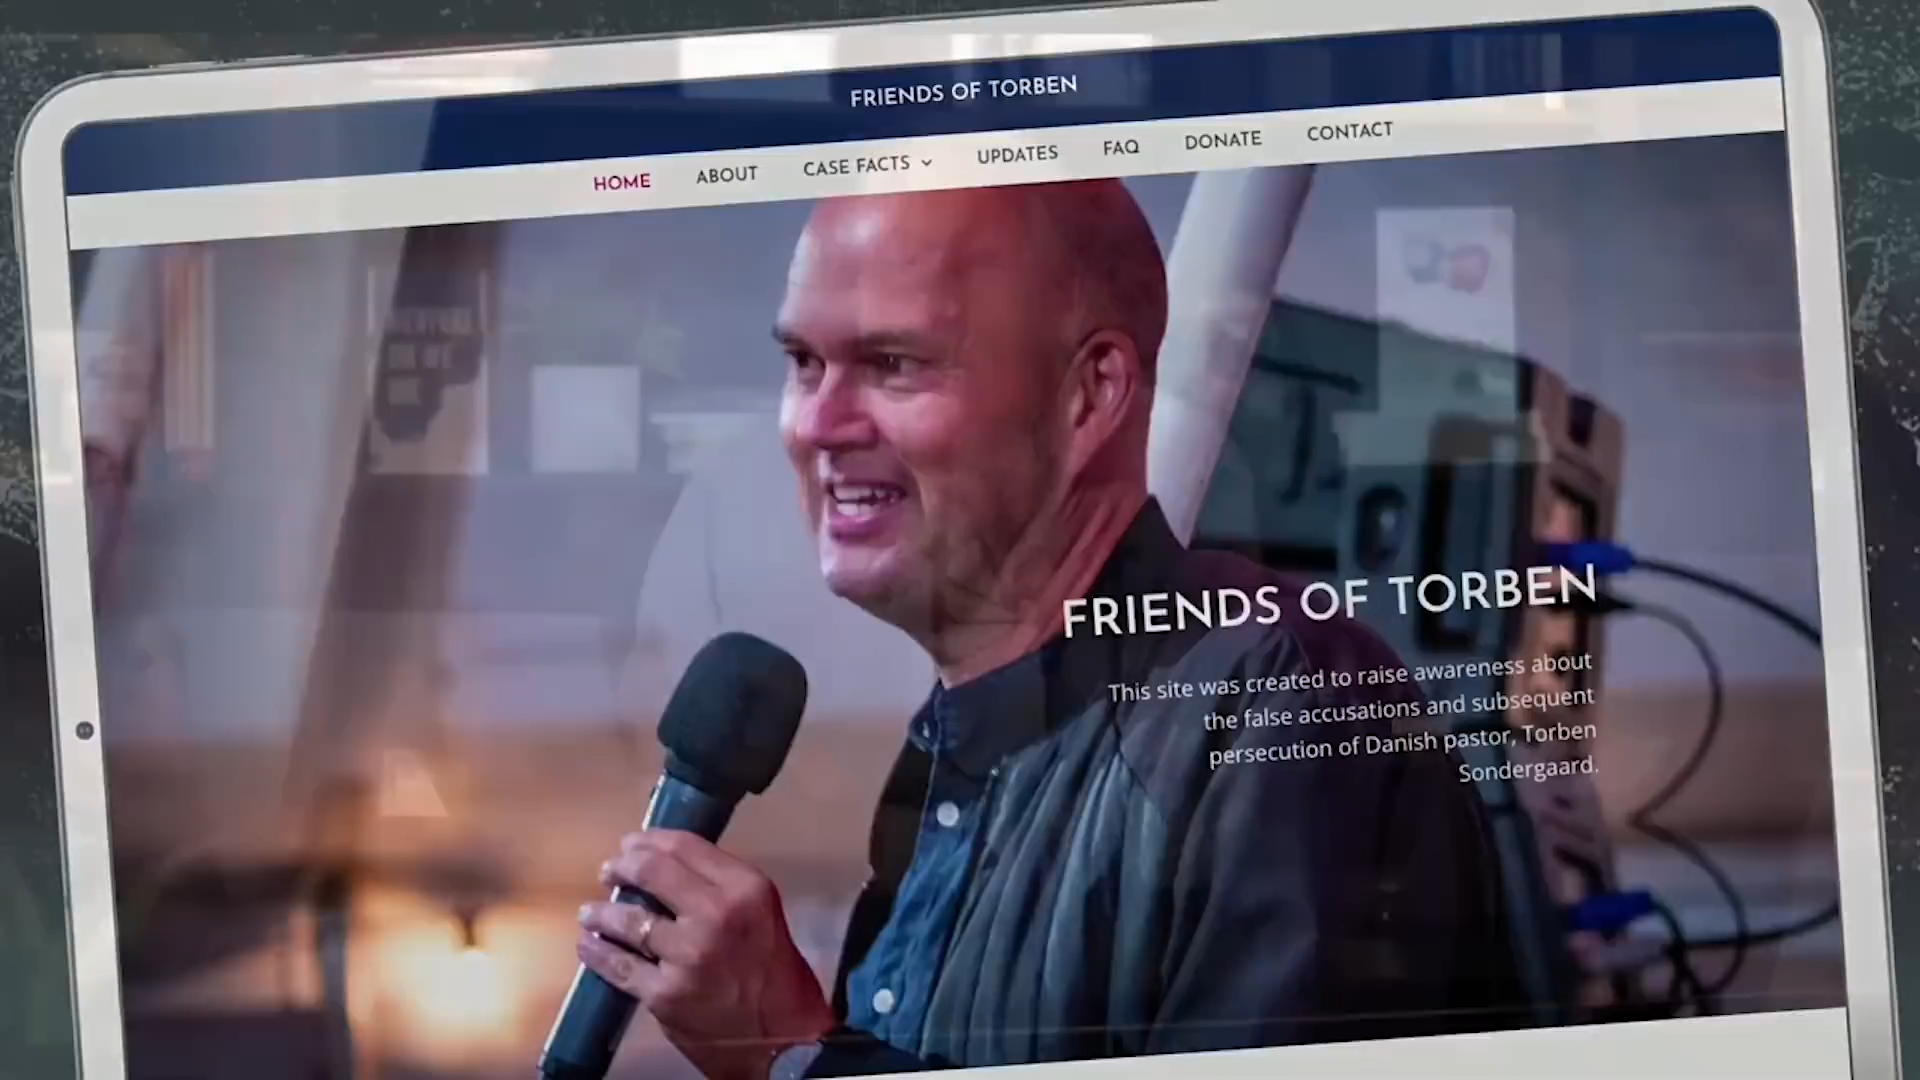 FRIENDS OF TORBEN
HOME ABOUT CASE FACTS UPDATES FAQ DONATE CONTACT
FRIENDS OF TORBEN
This site was created to raise awareness about
the false accusations and subsequent
persecution of Danish pastor, Torben
Sondergaard.